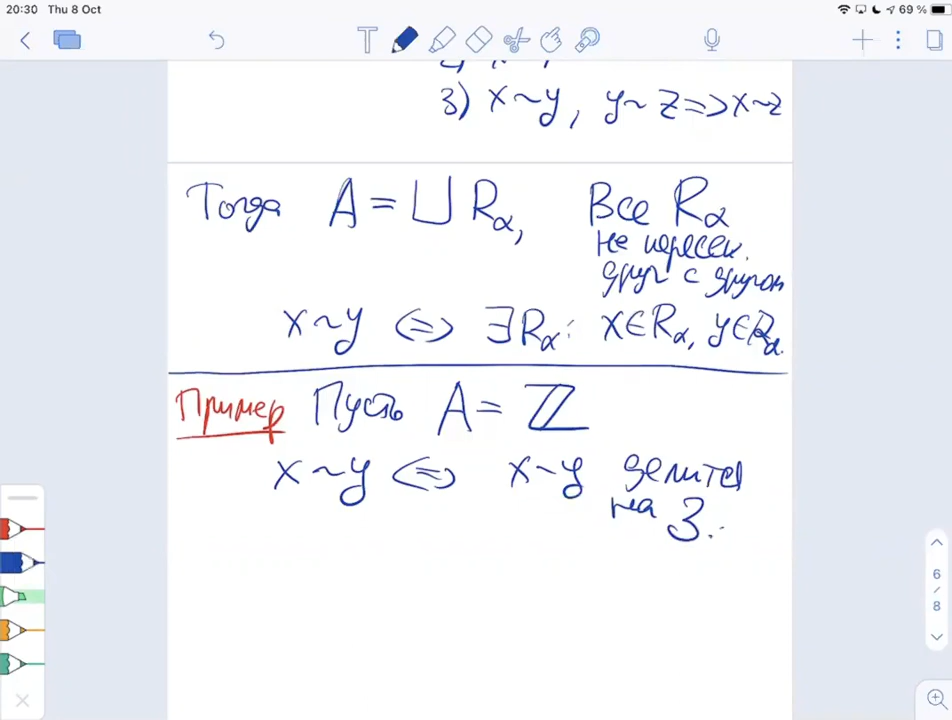 20:30 Thu 8 Oct 69 %
3) x~y, y~z => x~z
Тогда A = ⊔ Rα, Все Rα
не пересек.
друг с другом
x~y <=> ∃Rα: x∈Rα, y∈Rα.
Пример Пусть A = ℤ
x~y <=> x-y делится
на 3.
6
/
8